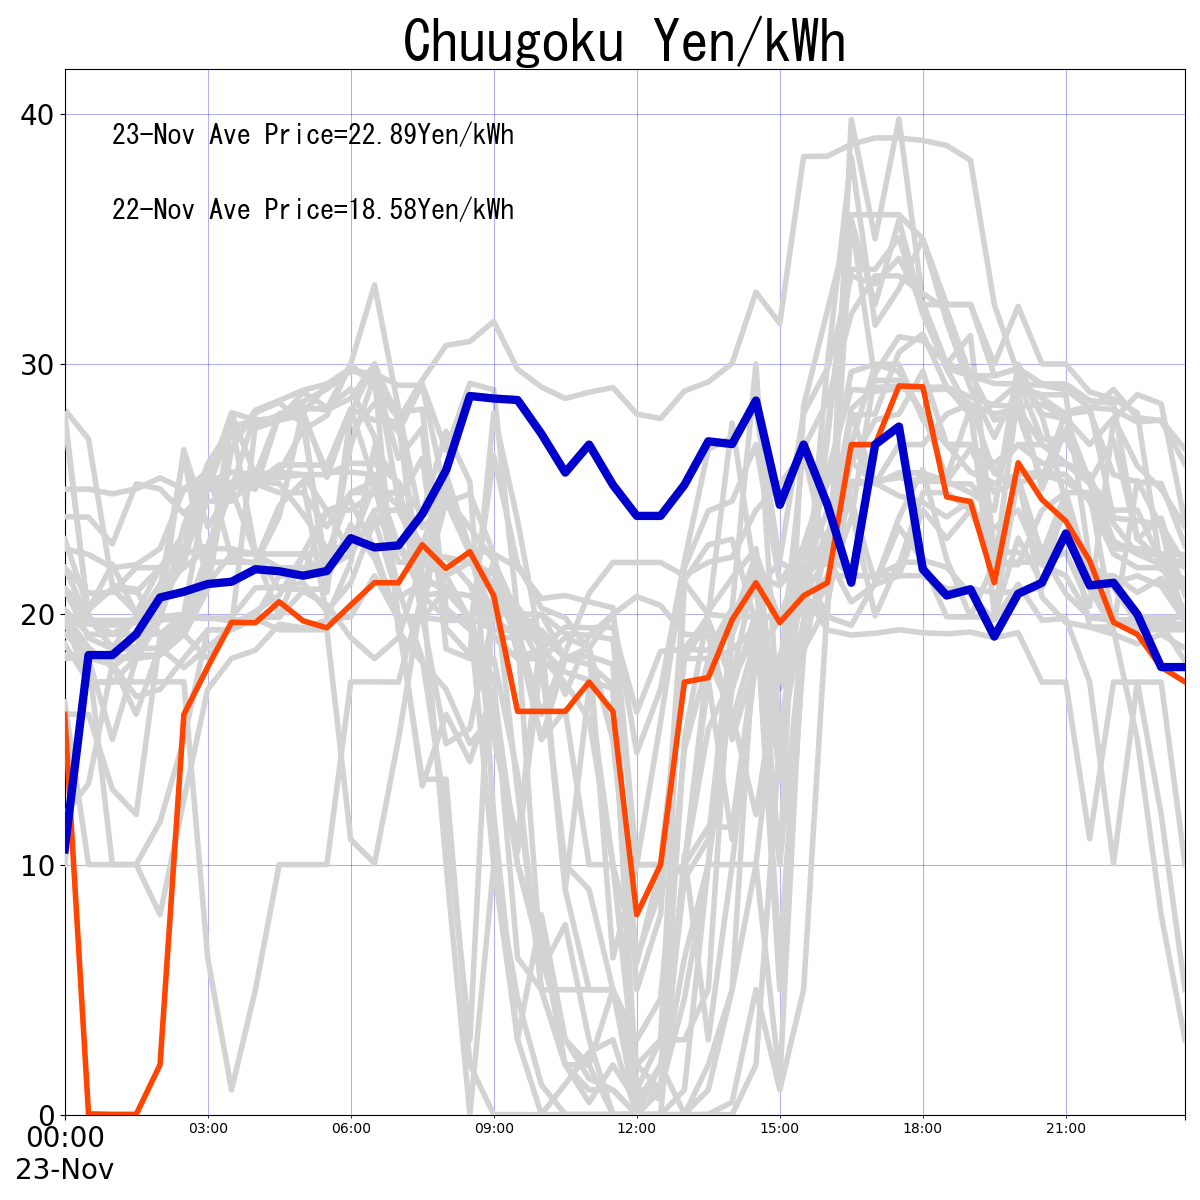 Chuugoku Yen/kWh
40
23-Nov Ave Price=22.89Yen/kWh
22-Nov Ave Price=18.58Yen/kWh
30
20
10
0
00:00 03:00 06:00 09:00 12:00 15:00 18:00 21:00
23-Nov